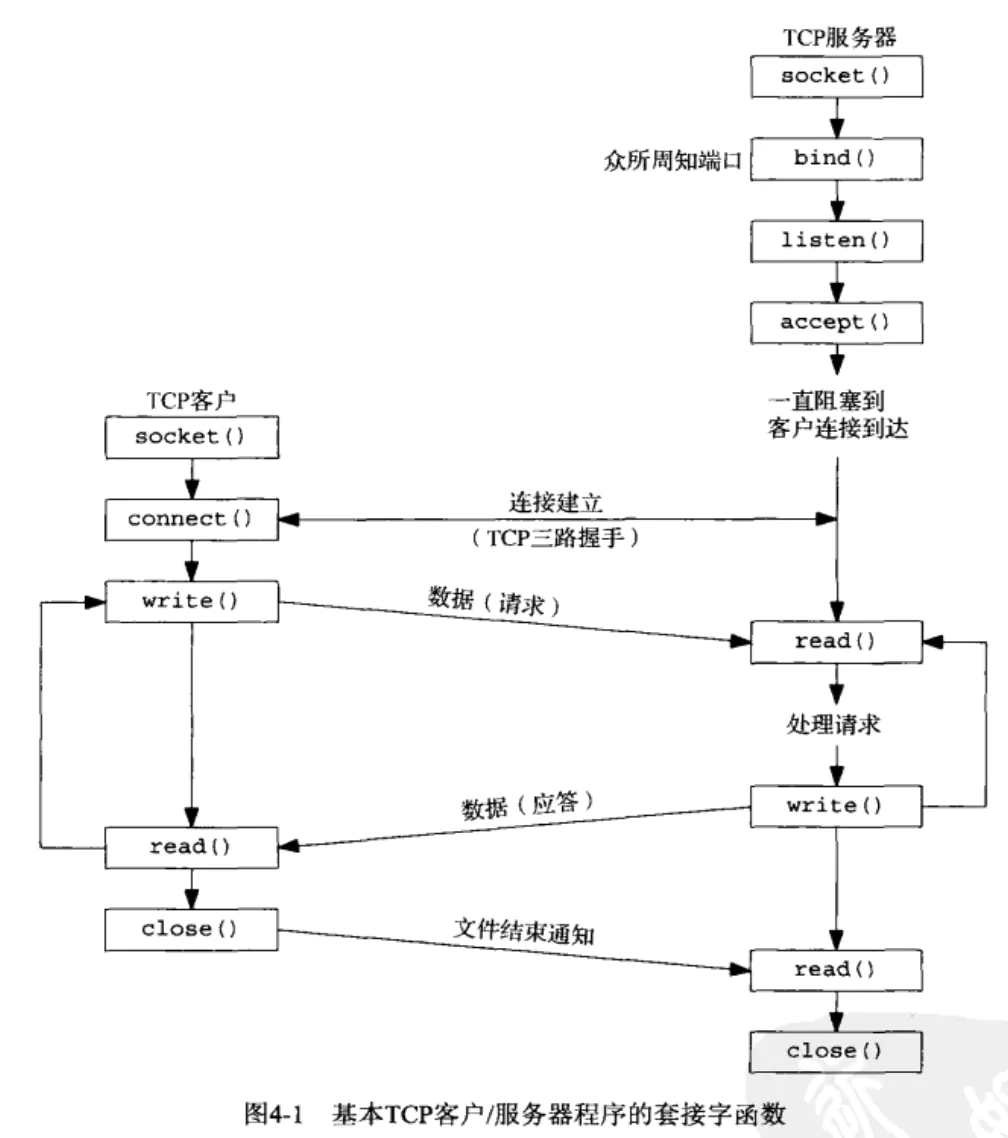 TCP服务器
socket()
众所周知端口
bind()
listen()
accept()
一直阻塞到
客户连接到达
TCP客户
socket()
connect()
连接建立
（TCP三路握手）
write()
数据（请求）
read()
处理请求
write()
数据（应答）
read()
close()
文件结束通知
read()
close()
图4-1 基本TCP客户/服务器程序的套接字函数